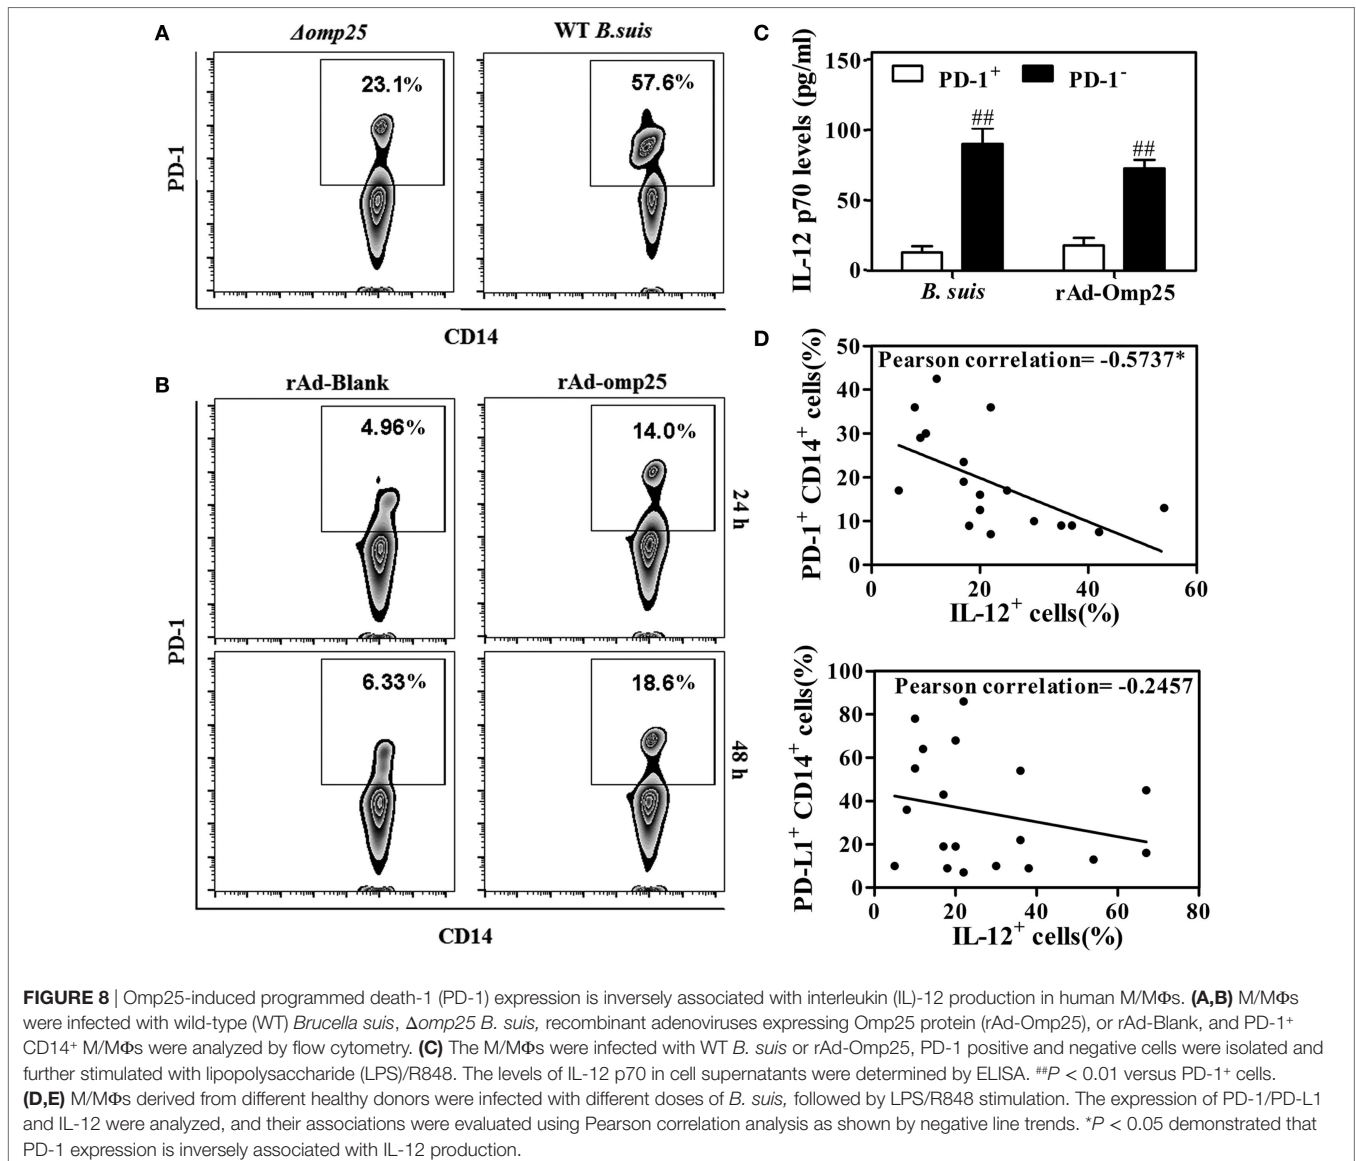 A
Δomp25
WT B.suis
23.1%
57.6%
PD-1
CD14
B
rAd-Blank
rAd-omp25
4.96%
14.0%
24 h
PD-1
6.33%
18.6%
48 h
CD14
C
IL-12 p70 levels (pg/ml)
150
100
50
0
PD-1⁺
PD-1⁻
##
##
B. suis
rAd-Omp25
D
PD-1⁺ CD14⁺ cells(%)
50
40
30
20
10
0
Pearson correlation= -0.5737*
0 20 40 60
IL-12⁺ cells(%)
PD-L1⁺ CD14⁺ cells(%)
100
80
60
40
20
0
Pearson correlation= -0.2457
0 20 40 60 80
IL-12⁺ cells(%)
FIGURE 8 | Omp25-induced programmed death-1 (PD-1) expression is inversely associated with interleukin (IL)-12 production in human M/MΦs. (A,B) M/MΦs
were infected with wild-type (WT) Brucella suis, Δomp25 B. suis, recombinant adenoviruses expressing Omp25 protein (rAd-Omp25), or rAd-Blank, and PD-1⁺
CD14⁺ M/MΦs were analyzed by flow cytometry. (C) The M/MΦs were infected with WT B. suis or rAd-Omp25, PD-1 positive and negative cells were isolated and
further stimulated with lipopolysaccharide (LPS)/R848. The levels of IL-12 p70 in cell supernatants were determined by ELISA. ##P < 0.01 versus PD-1⁺ cells.
(D,E) M/MΦs derived from different healthy donors were infected with different doses of B. suis, followed by LPS/R848 stimulation. The expression of PD-1/PD-L1
and IL-12 were analyzed, and their associations were evaluated using Pearson correlation analysis as shown by negative line trends. *P < 0.05 demonstrated that
PD-1 expression is inversely associated with IL-12 production.